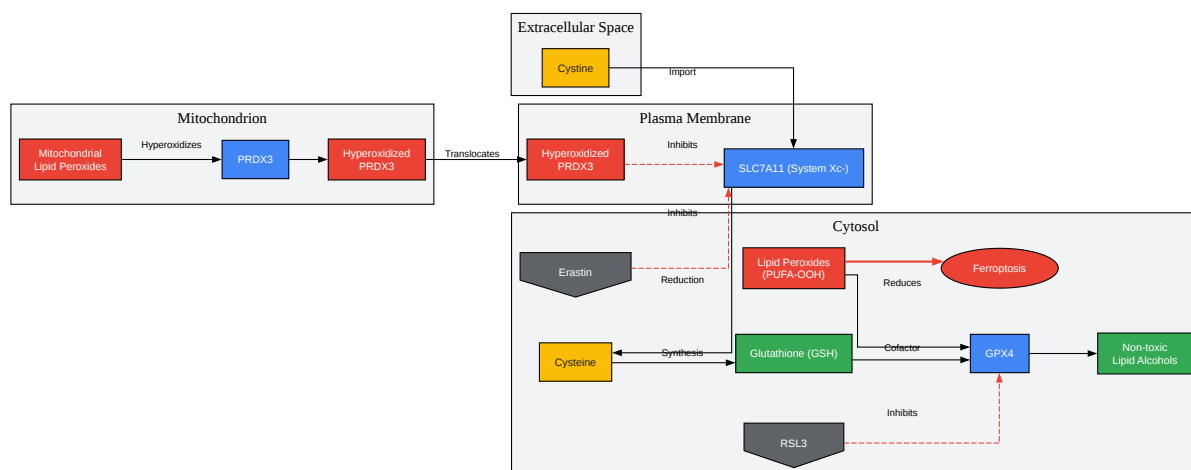 Extracellular Space
Cystine
Import
Mitochondrion
Plasma Membrane
Mitochondrial
Lipid Peroxides
Hyperoxidizes
PRDX3
Hyperoxidized
PRDX3
Translocates
Hyperoxidized
PRDX3
Inhibits
SLC7A11 (System Xc-)
Inhibits
Cytosol
Erastin
Reduction
Lipid Peroxides
(PUFA-OOH)
Reduces
Ferroptosis
Cysteine
Synthesis
Glutathione (GSH)
Cofactor
GPX4
Non-toxic
Lipid Alcohols
RSL3
Inhibits